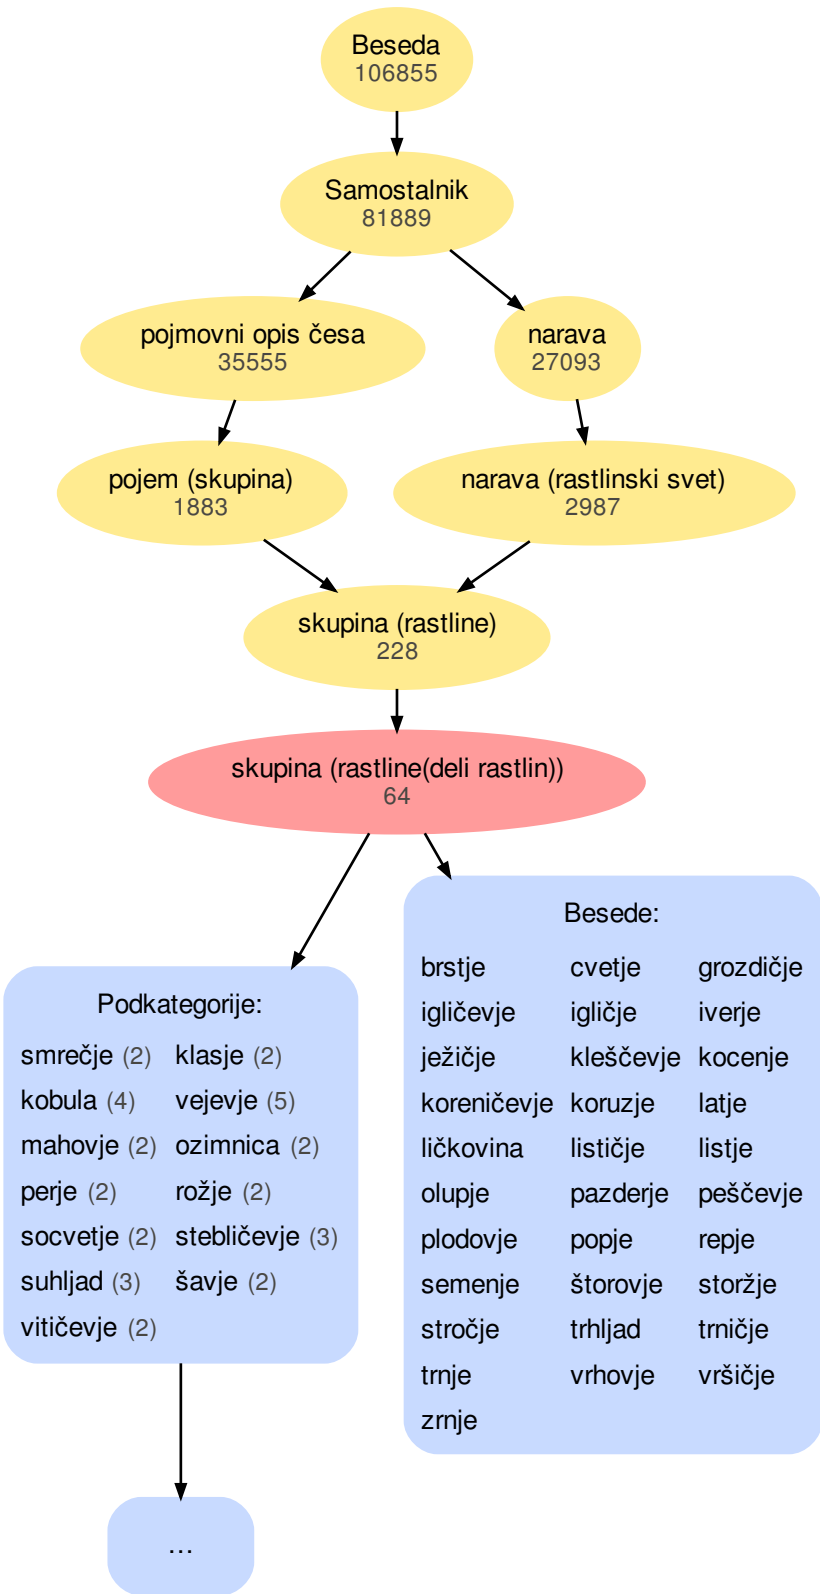 Beseda
106855
Samostalnik
81889
pojmovni opis česa
35555
narava
27093
pojem (skupina)
1883
narava (rastlinski svet)
2987
skupina (rastline)
228
skupina (rastline(deli rastlin))
64
Podkategorije:
smrečje (2) klasje (2)
kobula (4) vejevje (5)
mahovje (2) ozimnica (2)
perje (2) rožje (2)
socvetje (2) stebličevje (3)
suhljad (3) šavje (2)
vitičevje (2)
Besede:
brstje cvetje grozdičje
igličevje igličje iverje
ježičje kleščevje kocenje
koreničevje koruzje latje
ličkovina lističje listje
olupje pazderje peščevje
plodovje popje repje
semenje štorovje storžje
stročje trhljad trničje
trnje vrhovje vršičje
zrnje
...